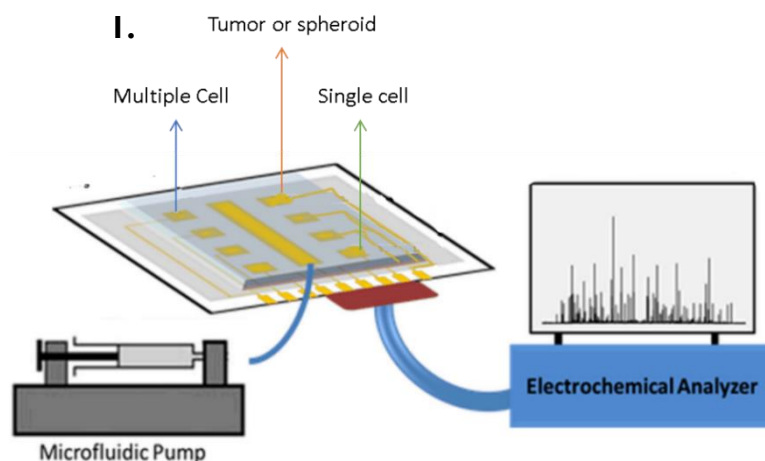 I.
Tumor or spheroid
Multiple Cell
Single cell
Electrochemical Analyzer
Microfluidic Pump